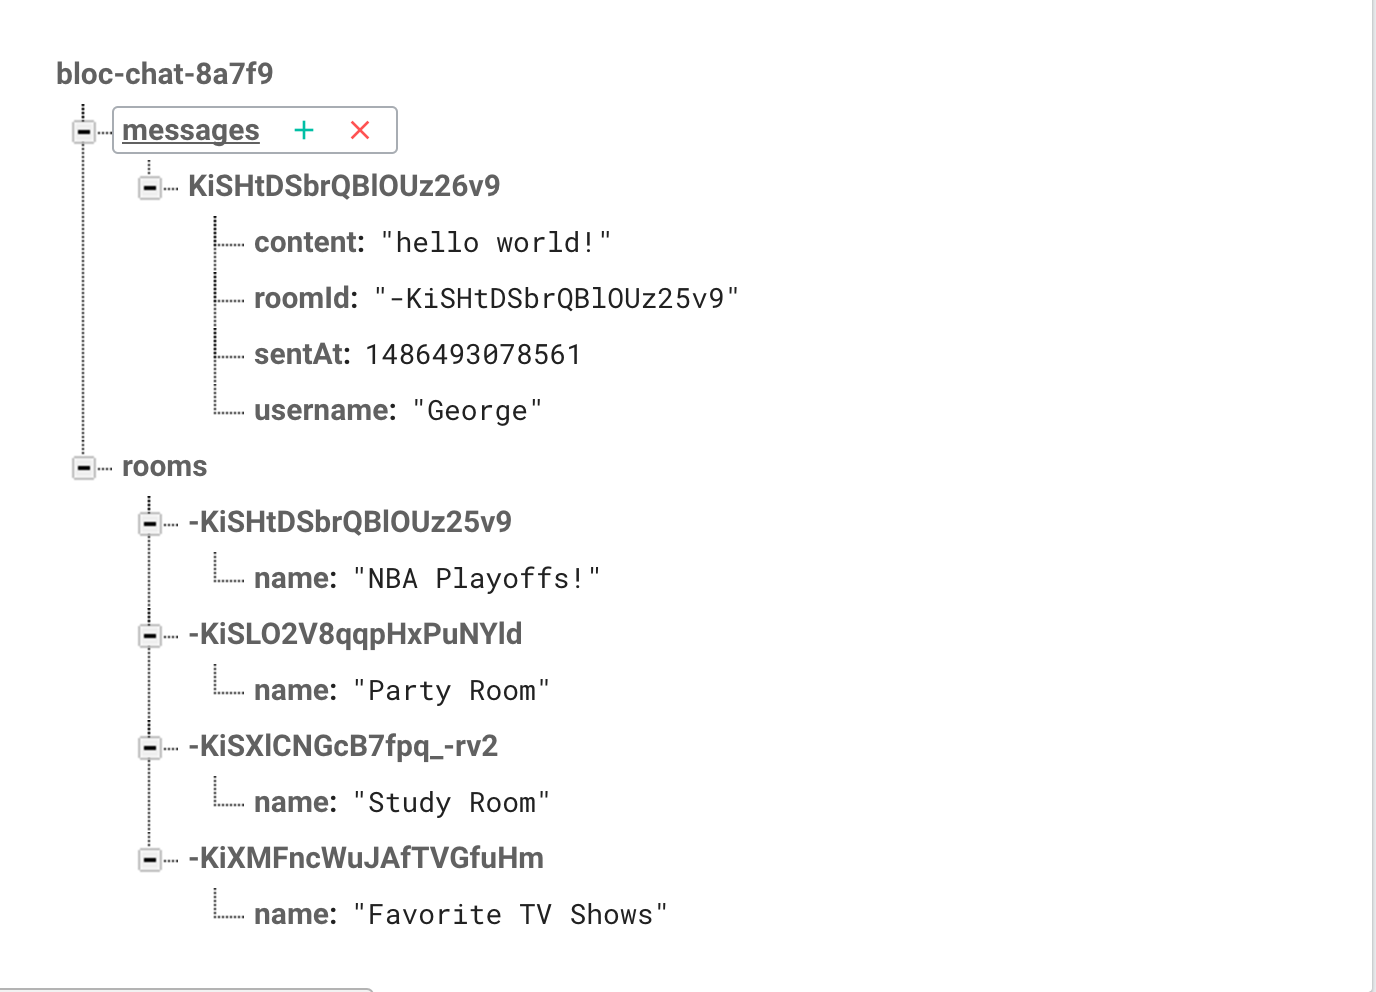 bloc-chat-8a7f9
messages
KiSHtDSbrQBlOUz26v9
content: "hello world!"
roomId: "-KiSHtDSbrQBlOUz25v9"
sentAt: 1486493078561
username: "George"
rooms
-KiSHtDSbrQBlOUz25v9
name: "NBA Playoffs!"
-KiSLO2V8qqpHxPuNYld
name: "Party Room"
-KiSXlCNGcB7fpq_-rv2
name: "Study Room"
-KiXMFncWuJAfTVGfuHm
name: "Favorite TV Shows"